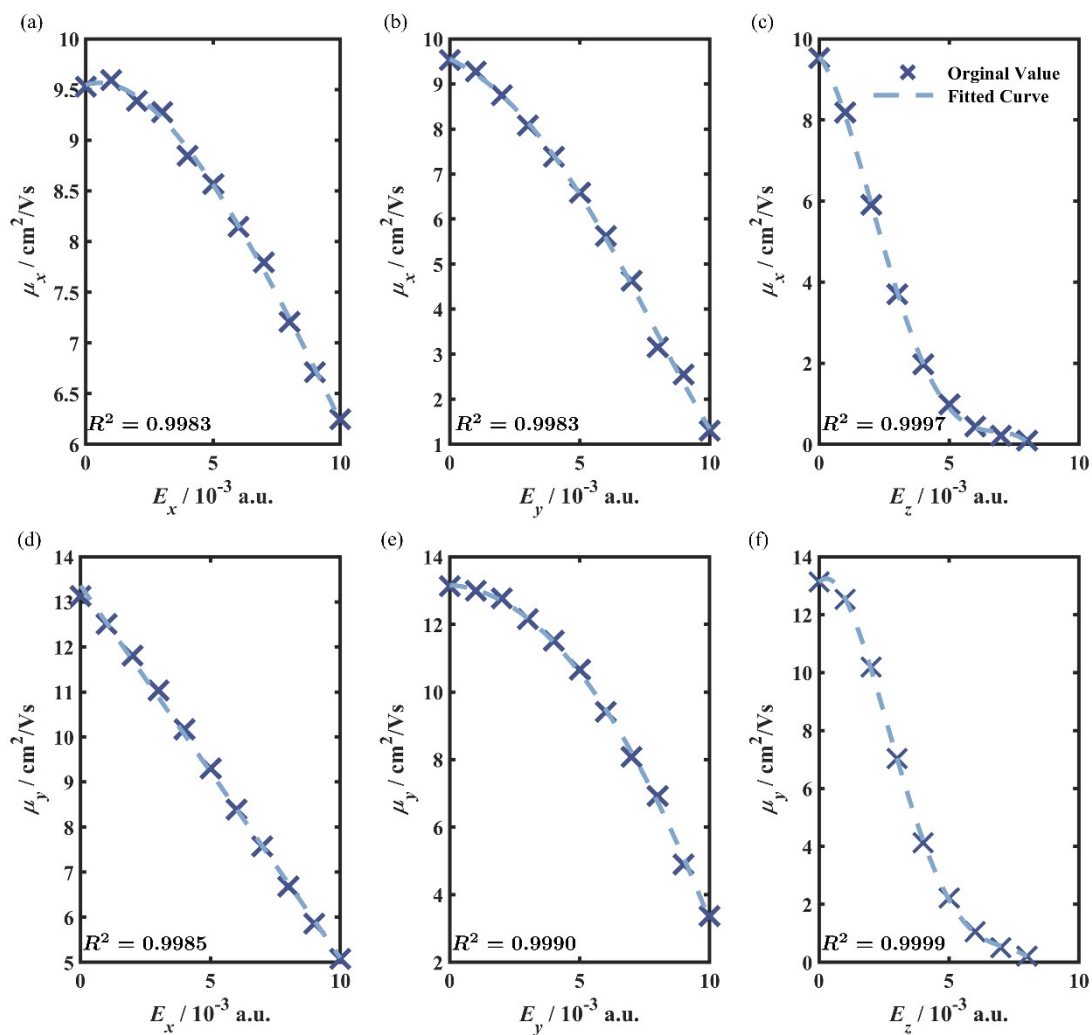 (a)
10
9.5
9
8.5
8
7.5
7
6.5
6
μx / cm²/Vs
R² = 0.9983
0 5 10
Ex / 10⁻³ a.u.
(b)
10
9
8
7
6
5
4
3
2
1
μx / cm²/Vs
R² = 0.9983
0 5 10
Ey / 10⁻³ a.u.
(c)
10
8
6
4
2
0
μx / cm²/Vs
Orginal Value
Fitted Curve
R² = 0.9997
0 5 10
Ez / 10⁻³ a.u.
(d)
14
13
12
11
10
9
8
7
6
5
μy / cm²/Vs
R² = 0.9985
0 5 10
Ex / 10⁻³ a.u.
(e)
14
12
10
8
6
4
2
μy / cm²/Vs
R² = 0.9990
0 5 10
Ey / 10⁻³ a.u.
(f)
14
12
10
8
6
4
2
0
μy / cm²/Vs
R² = 0.9999
0 5 10
Ez / 10⁻³ a.u.